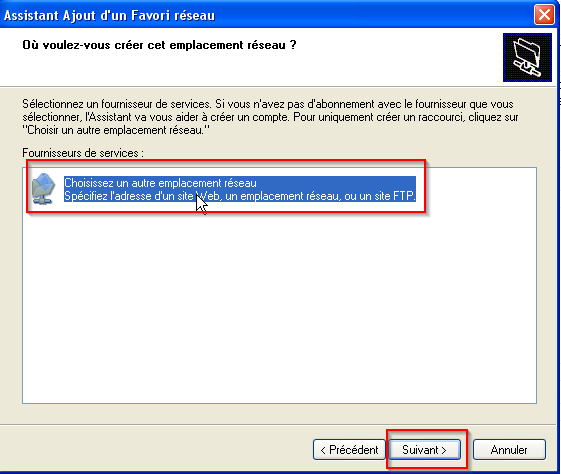 Assistant Ajout d'un Favori réseau
Où voulez-vous créer cet emplacement réseau ?
Sélectionnez un fournisseur de services. Si vous n'avez pas d'abonnement avec le fournisseur que vous
sélectionner, l'Assistant va vous aider à créer un compte. Pour uniquement créer un raccourci, cliquez sur
"Choisir un autre emplacement réseau."
Fournisseurs de services :
Choisissez un autre emplacement réseau
Spécifiez l'adresse d'un site Web, un emplacement réseau, ou un site FTP.
< Précédent
Suivant >
Annuler